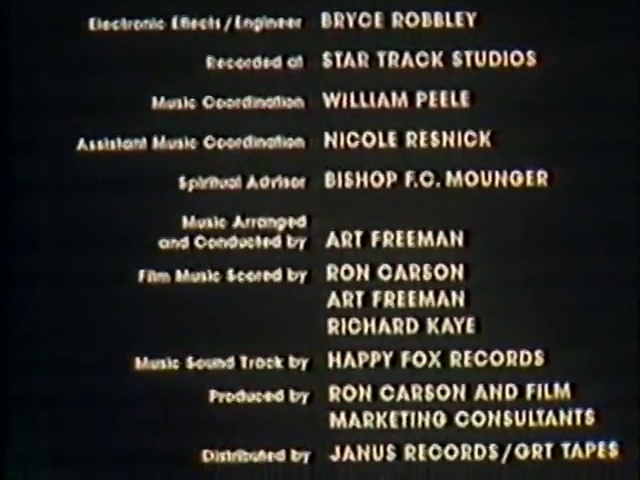 Electronic Effects/Engineer BRYCE ROBBLEY
Recorded at STAR TRACK STUDIOS
Music Coordination WILLIAM PEELE
Assistant Music Coordination NICOLE RESNICK
Spiritual Advisor BISHOP F.C. MOUNGER
Music Arranged
and Conducted by ART FREEMAN
Film Music Scored by RON CARSON
ART FREEMAN
RICHARD KAYE
Music Sound Track by HAPPY FOX RECORDS
Produced by RON CARSON AND FILM
MARKETING CONSULTANTS
Distributed by JANUS RECORDS/GRT TAPES